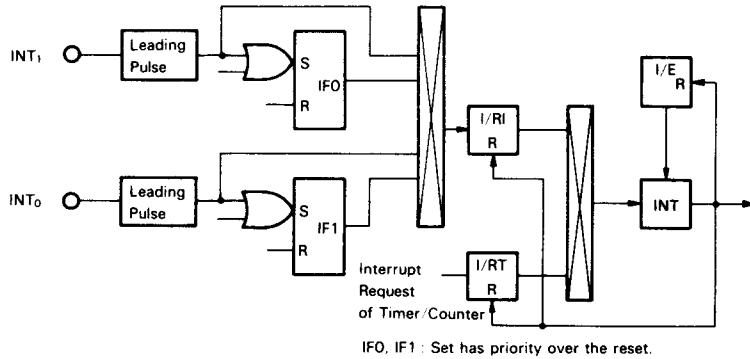 INT₁
Leading
Pulse
S
IF0
R
INT₀
Leading
Pulse
S
IF1
R
I/RI
R
I/E
R
INT
Interrupt
Request
of Timer/Counter
I/RT
R
IF0, IF1 : Set has priority over the reset.